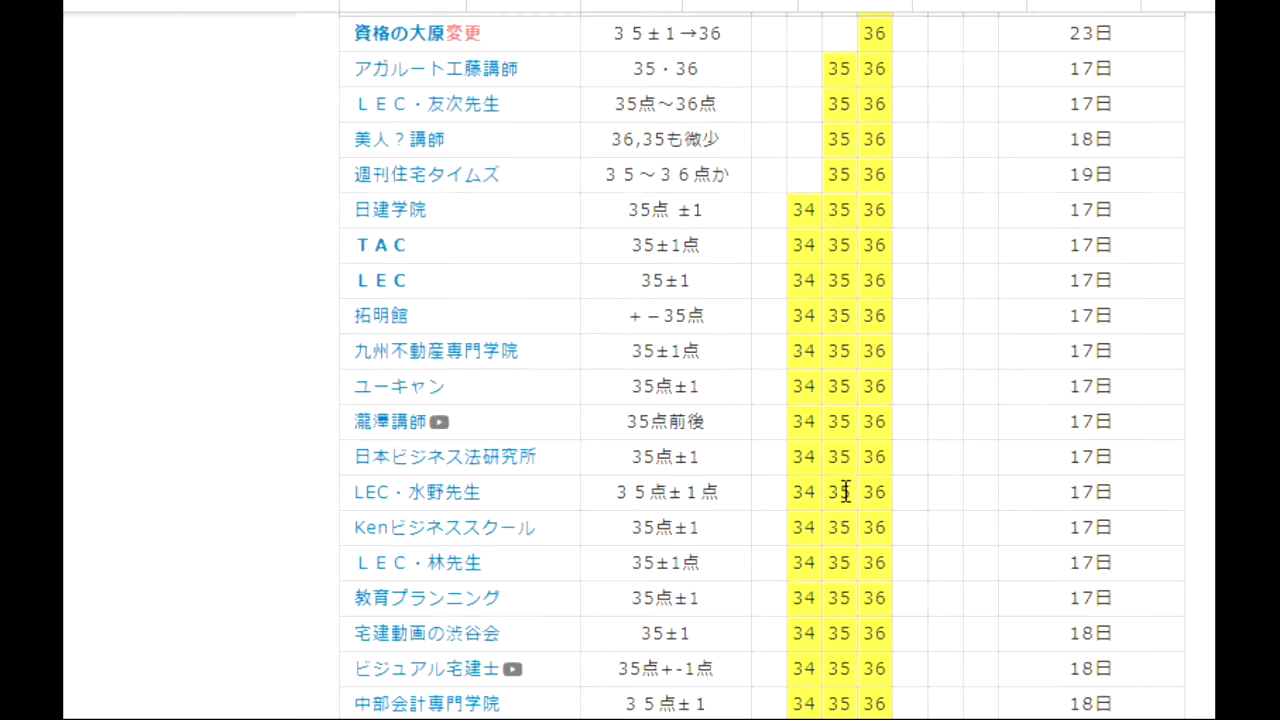 資格の大原変更 ３５±１→36 36 23日
アガルート工藤講師 35・36 35 36 17日
ＬＥＣ・友次先生 35点～36点 35 36 17日
美人？講師 36,35も微少 35 36 18日
週刊住宅タイムズ ３５～３６点か 35 36 19日
日建学院 35点 ±1 34 35 36 17日
ＴＡＣ 35±1点 34 35 36 17日
ＬＥＣ 35±1 34 35 36 17日
拓明館 +－35点 34 35 36 17日
九州不動産専門学院 35±1点 34 35 36 17日
ユーキャン 35点±1 34 35 36 17日
瀧澤講師 35点前後 34 35 36 17日
日本ビジネス法研究所 35点±1 34 35 36 17日
LEC・水野先生 ３５点±１点 34 35 36 17日
Kenビジネススクール 35点±1 34 35 36 17日
ＬＥＣ・林先生 35±1点 34 35 36 17日
教育プランニング 35点±1 34 35 36 17日
宅建動画の渋谷会 35±1 34 35 36 18日
ビジュアル宅建士 35点+-1点 34 35 36 18日
中部会計専門学院 ３５点±１ 34 35 36 18日